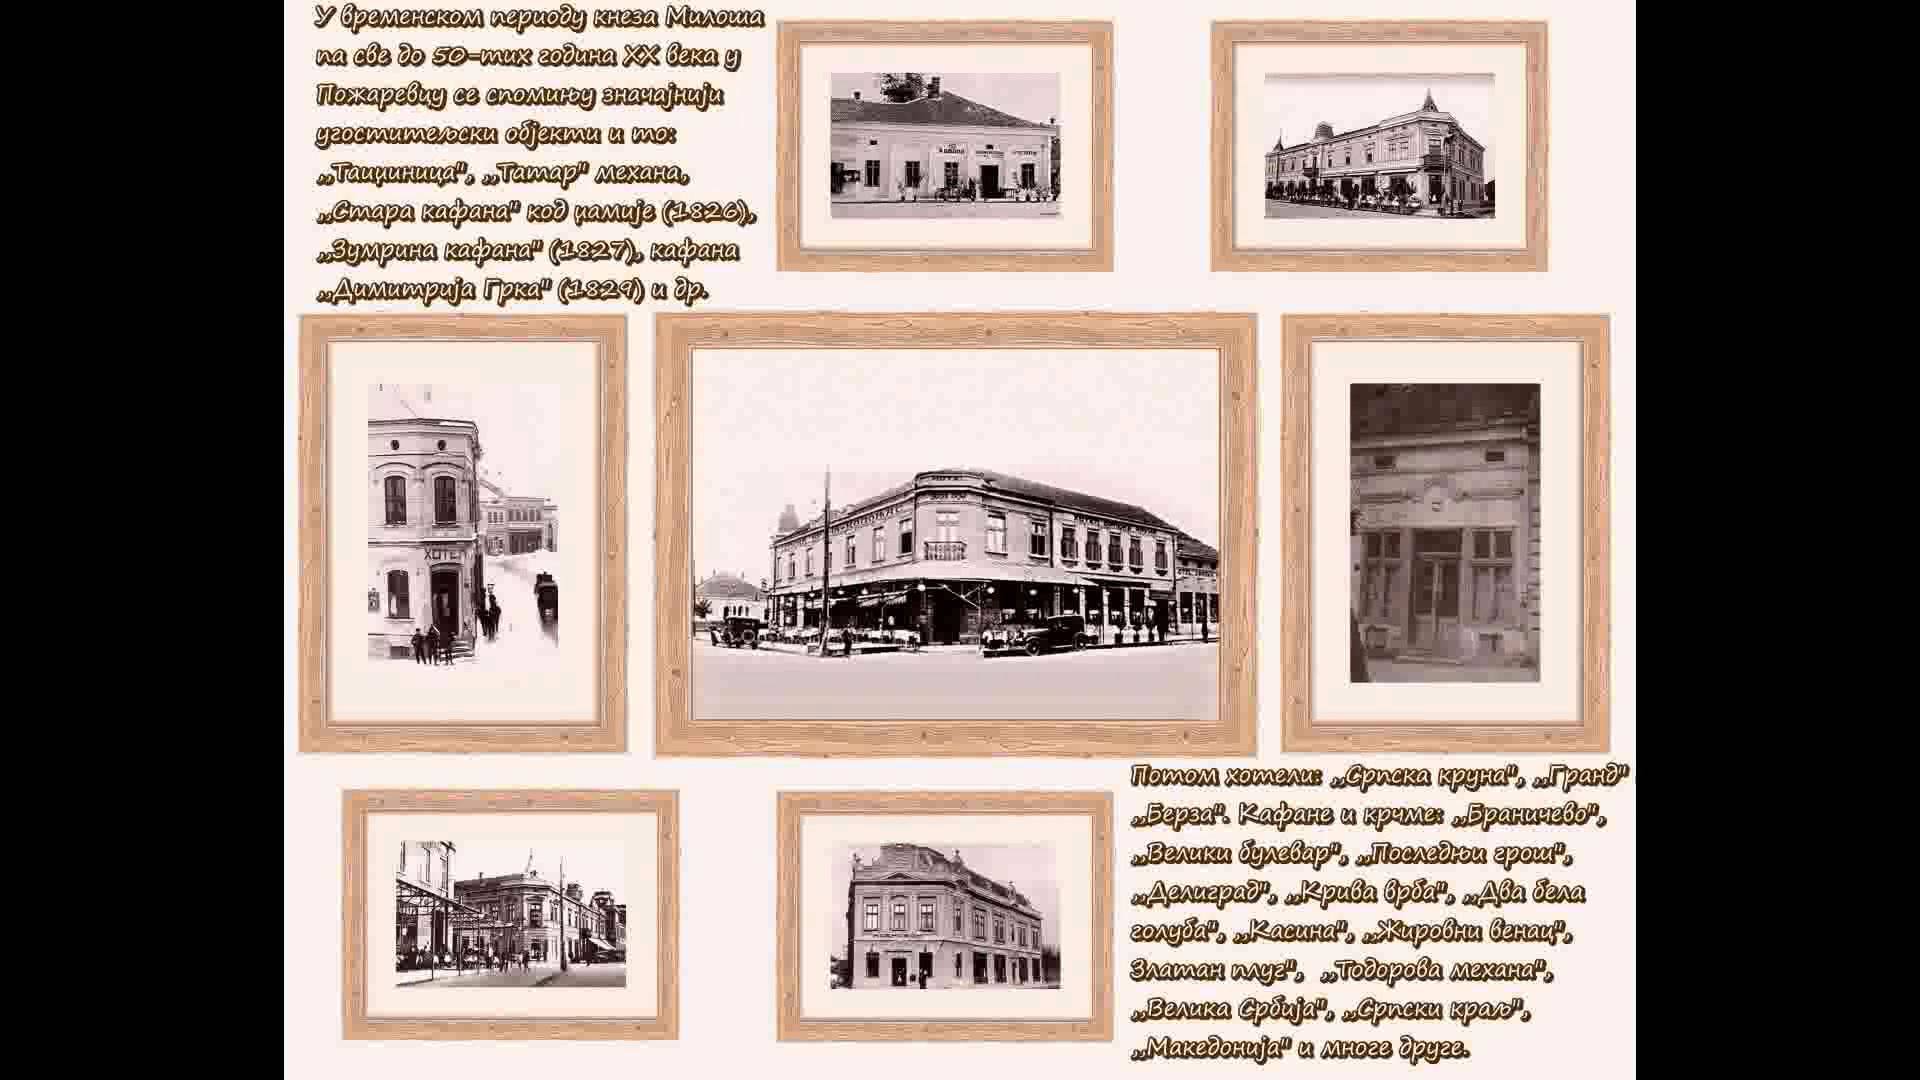 У временском периоду кнеза Милоша
па све до 50-тих година XX века у
Пожаревцу се спомињу значајнији
угоститељски објекти и то:
,,Таиџиница", ,,Татар" механа,
,,Стара кафана" код џамије (1826),
,,Зумрина кафана" (1827), кафана
,,Димитрија Грка" (1829) и др.
ХОТЕЛ
Потом хотели: ,,Српска круна", ,,Гранд"
,,Берза". Кафане и крчме: ,,Браничево",
,,Велики булевар", ,,Последњи грош",
,,Делиград", ,,Крива врба", ,,Два бела
голуба", ,,Касина", ,,Жировни венац",
Златан плуг", ,,Тодорова механа",
,,Велика Србија", ,,Српски краљ",
,,Македонија" и многе друге.